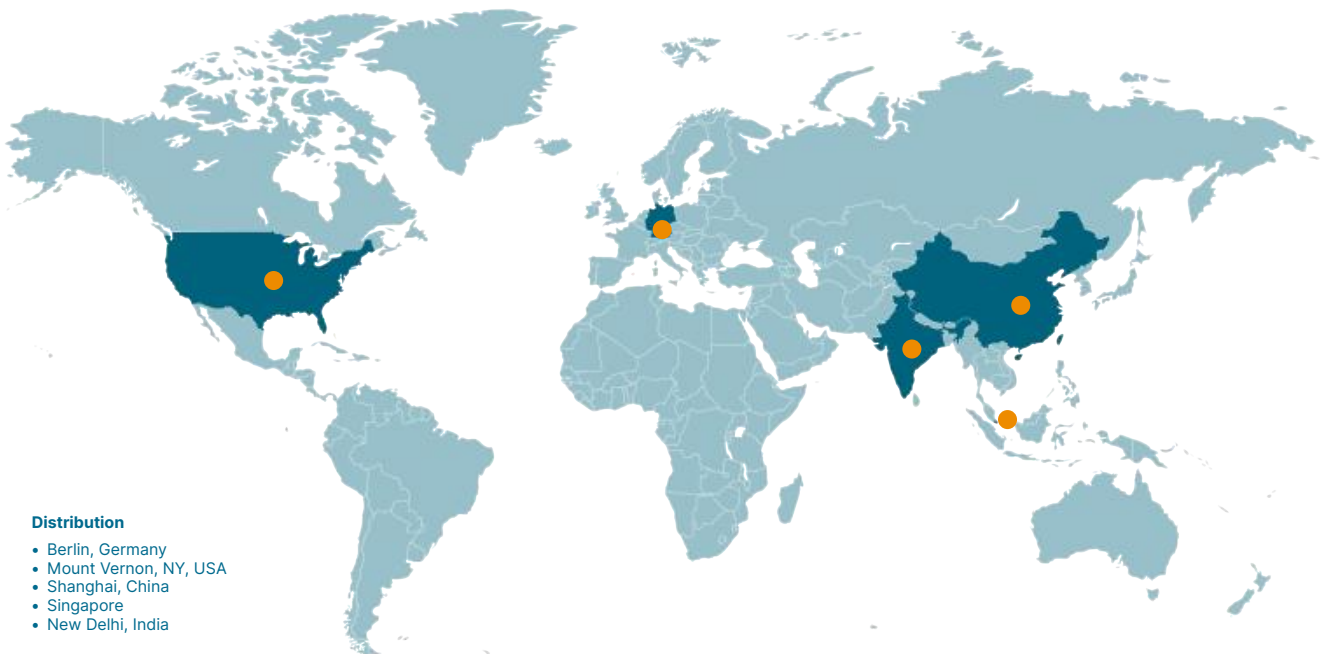 Distribution
• Berlin, Germany
• Mount Vernon, NY, USA
• Shanghai, China
• Singapore
• New Delhi, India